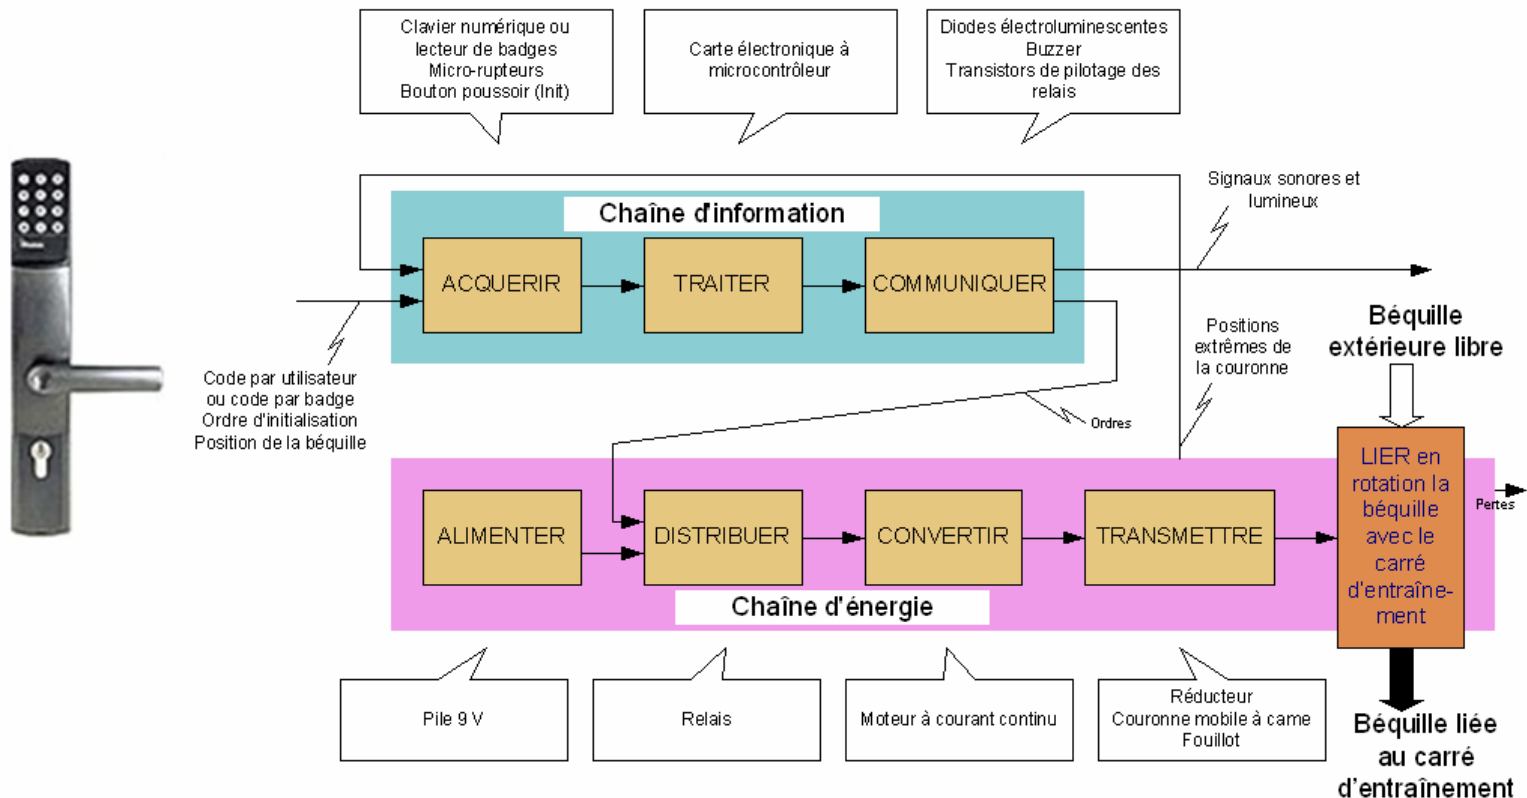 Clavier numérique ou
lecteur de badges
Micro-rupteurs
Bouton poussoir (Init)
Carte électronique à
microcontrôleur
Diodes électroluminescentes
Buzzer
Transistors de pilotage des
relais
Signaux sonores et
lumineux
Chaîne d'information
ACQUERIR
TRAITER
COMMUNIQUER
Code par utilisateur
ou code par badge
Ordre d'initialisation
Position de la béquille
Positions
extrêmes de
la couronne
Béquille
extérieure libre
Ordres
ALIMENTER
DISTRIBUER
CONVERTIR
TRANSMETTRE
LIER en
rotation la
béquille
avec le
carré
d'entraîne-
ment
Pertes
Chaîne d'énergie
Pile 9 V
Relais
Moteur à courant continu
Réducteur
Couronne mobile à came
Fouillot
Béquille liée
au carré
d'entraînement